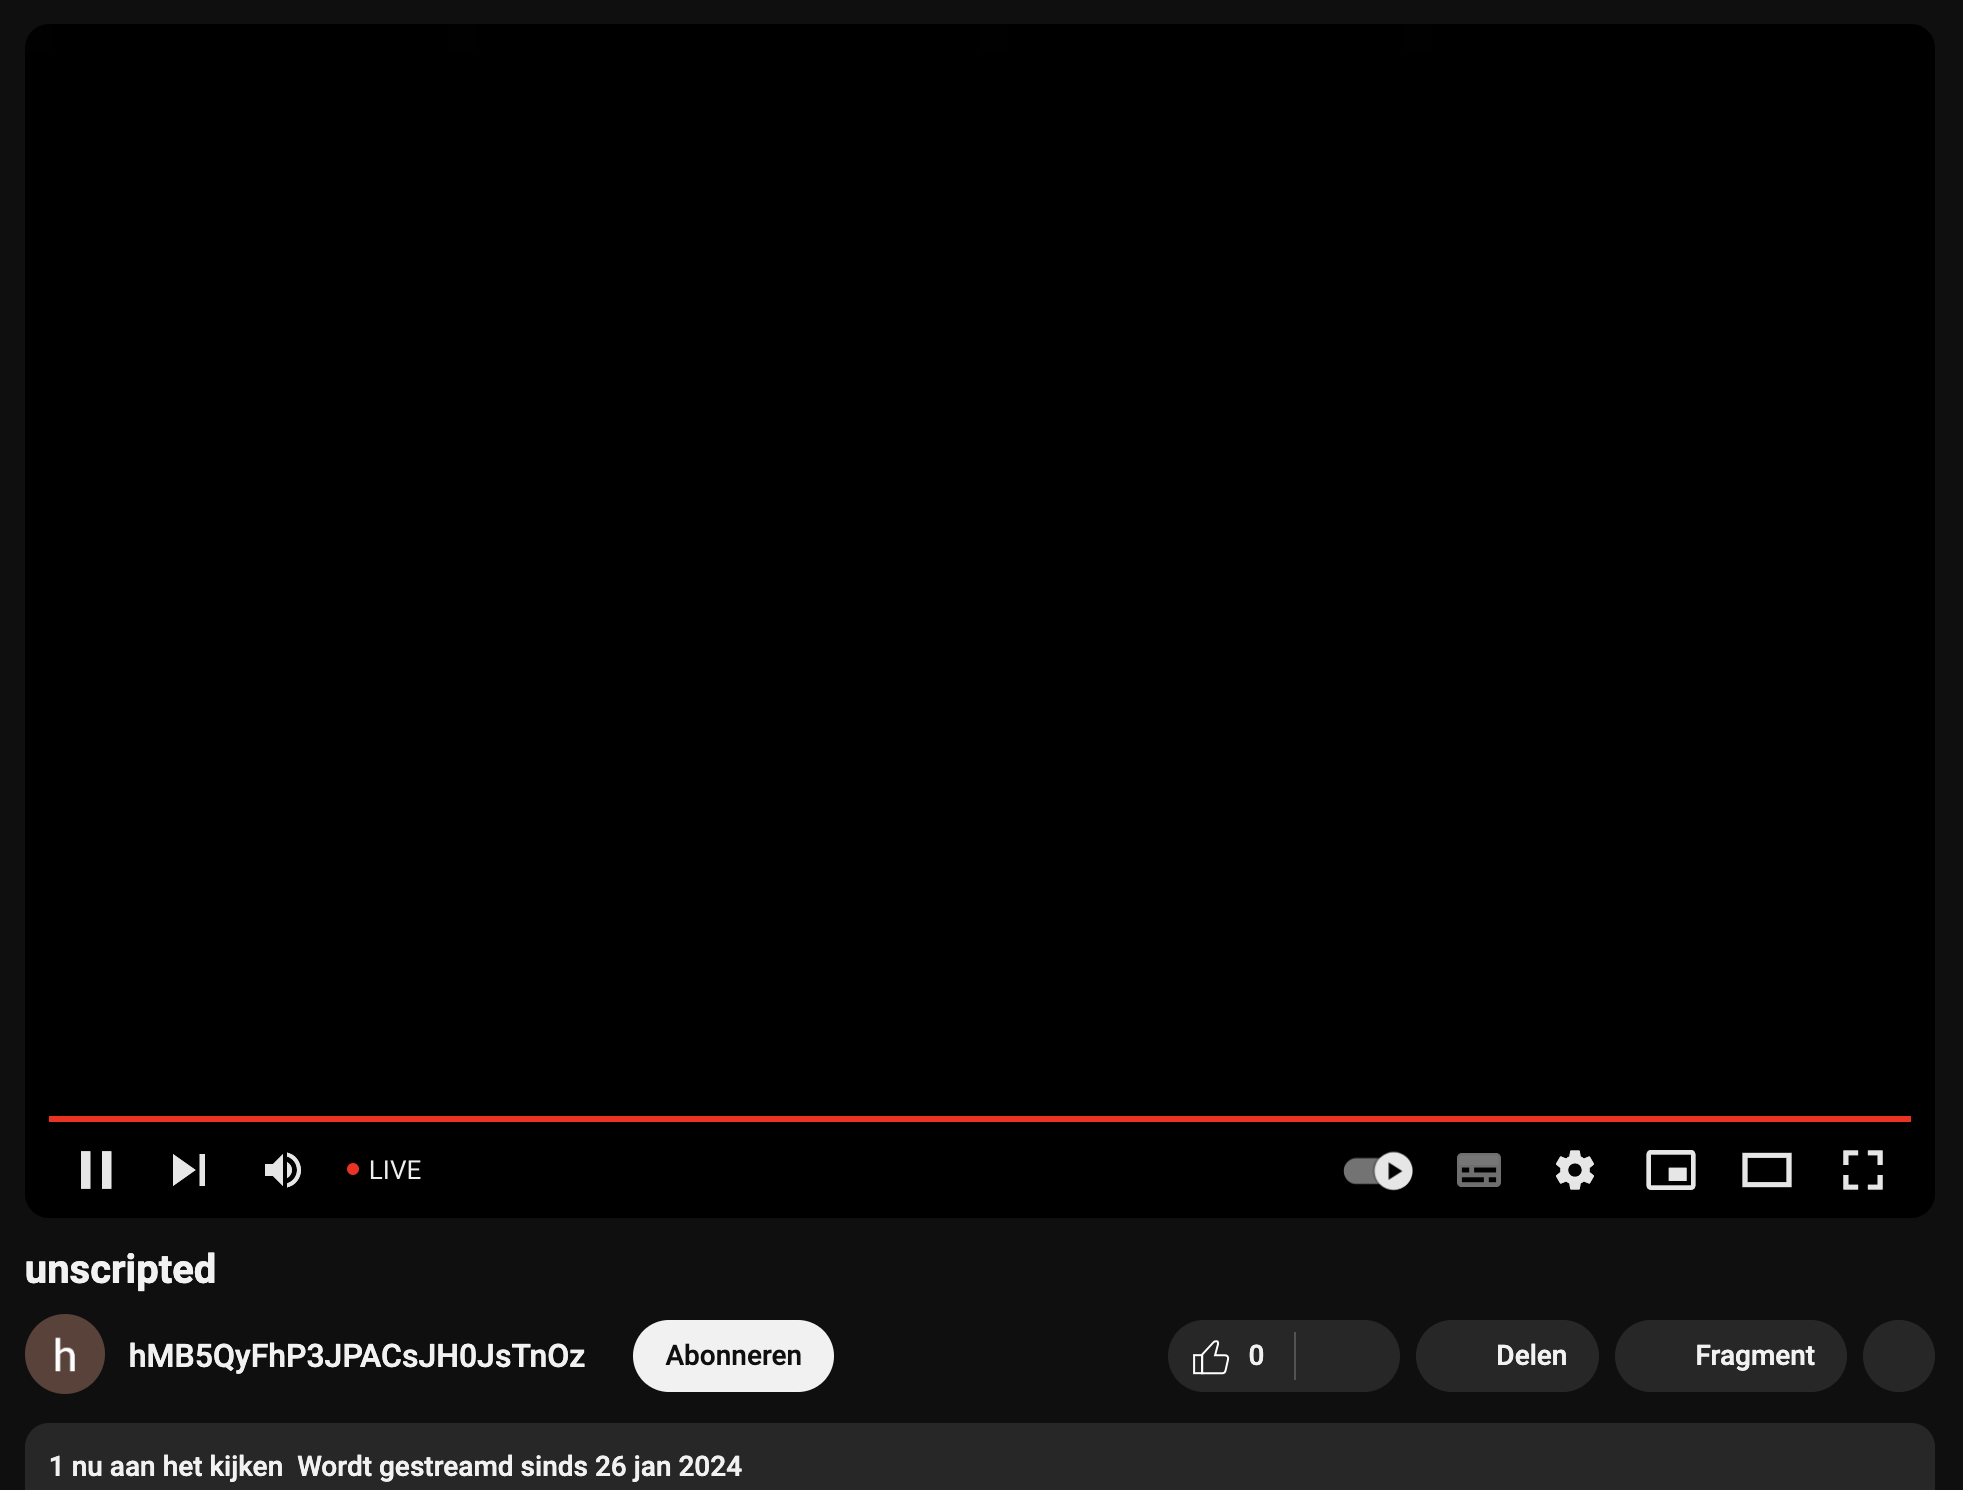 LIVE
unscripted
h
hMB5QyFhP3JPACsJH0JsTnOz
Abonneren
0
Delen
Fragment
1 nu aan het kijken Wordt gestreamd sinds 26 jan 2024